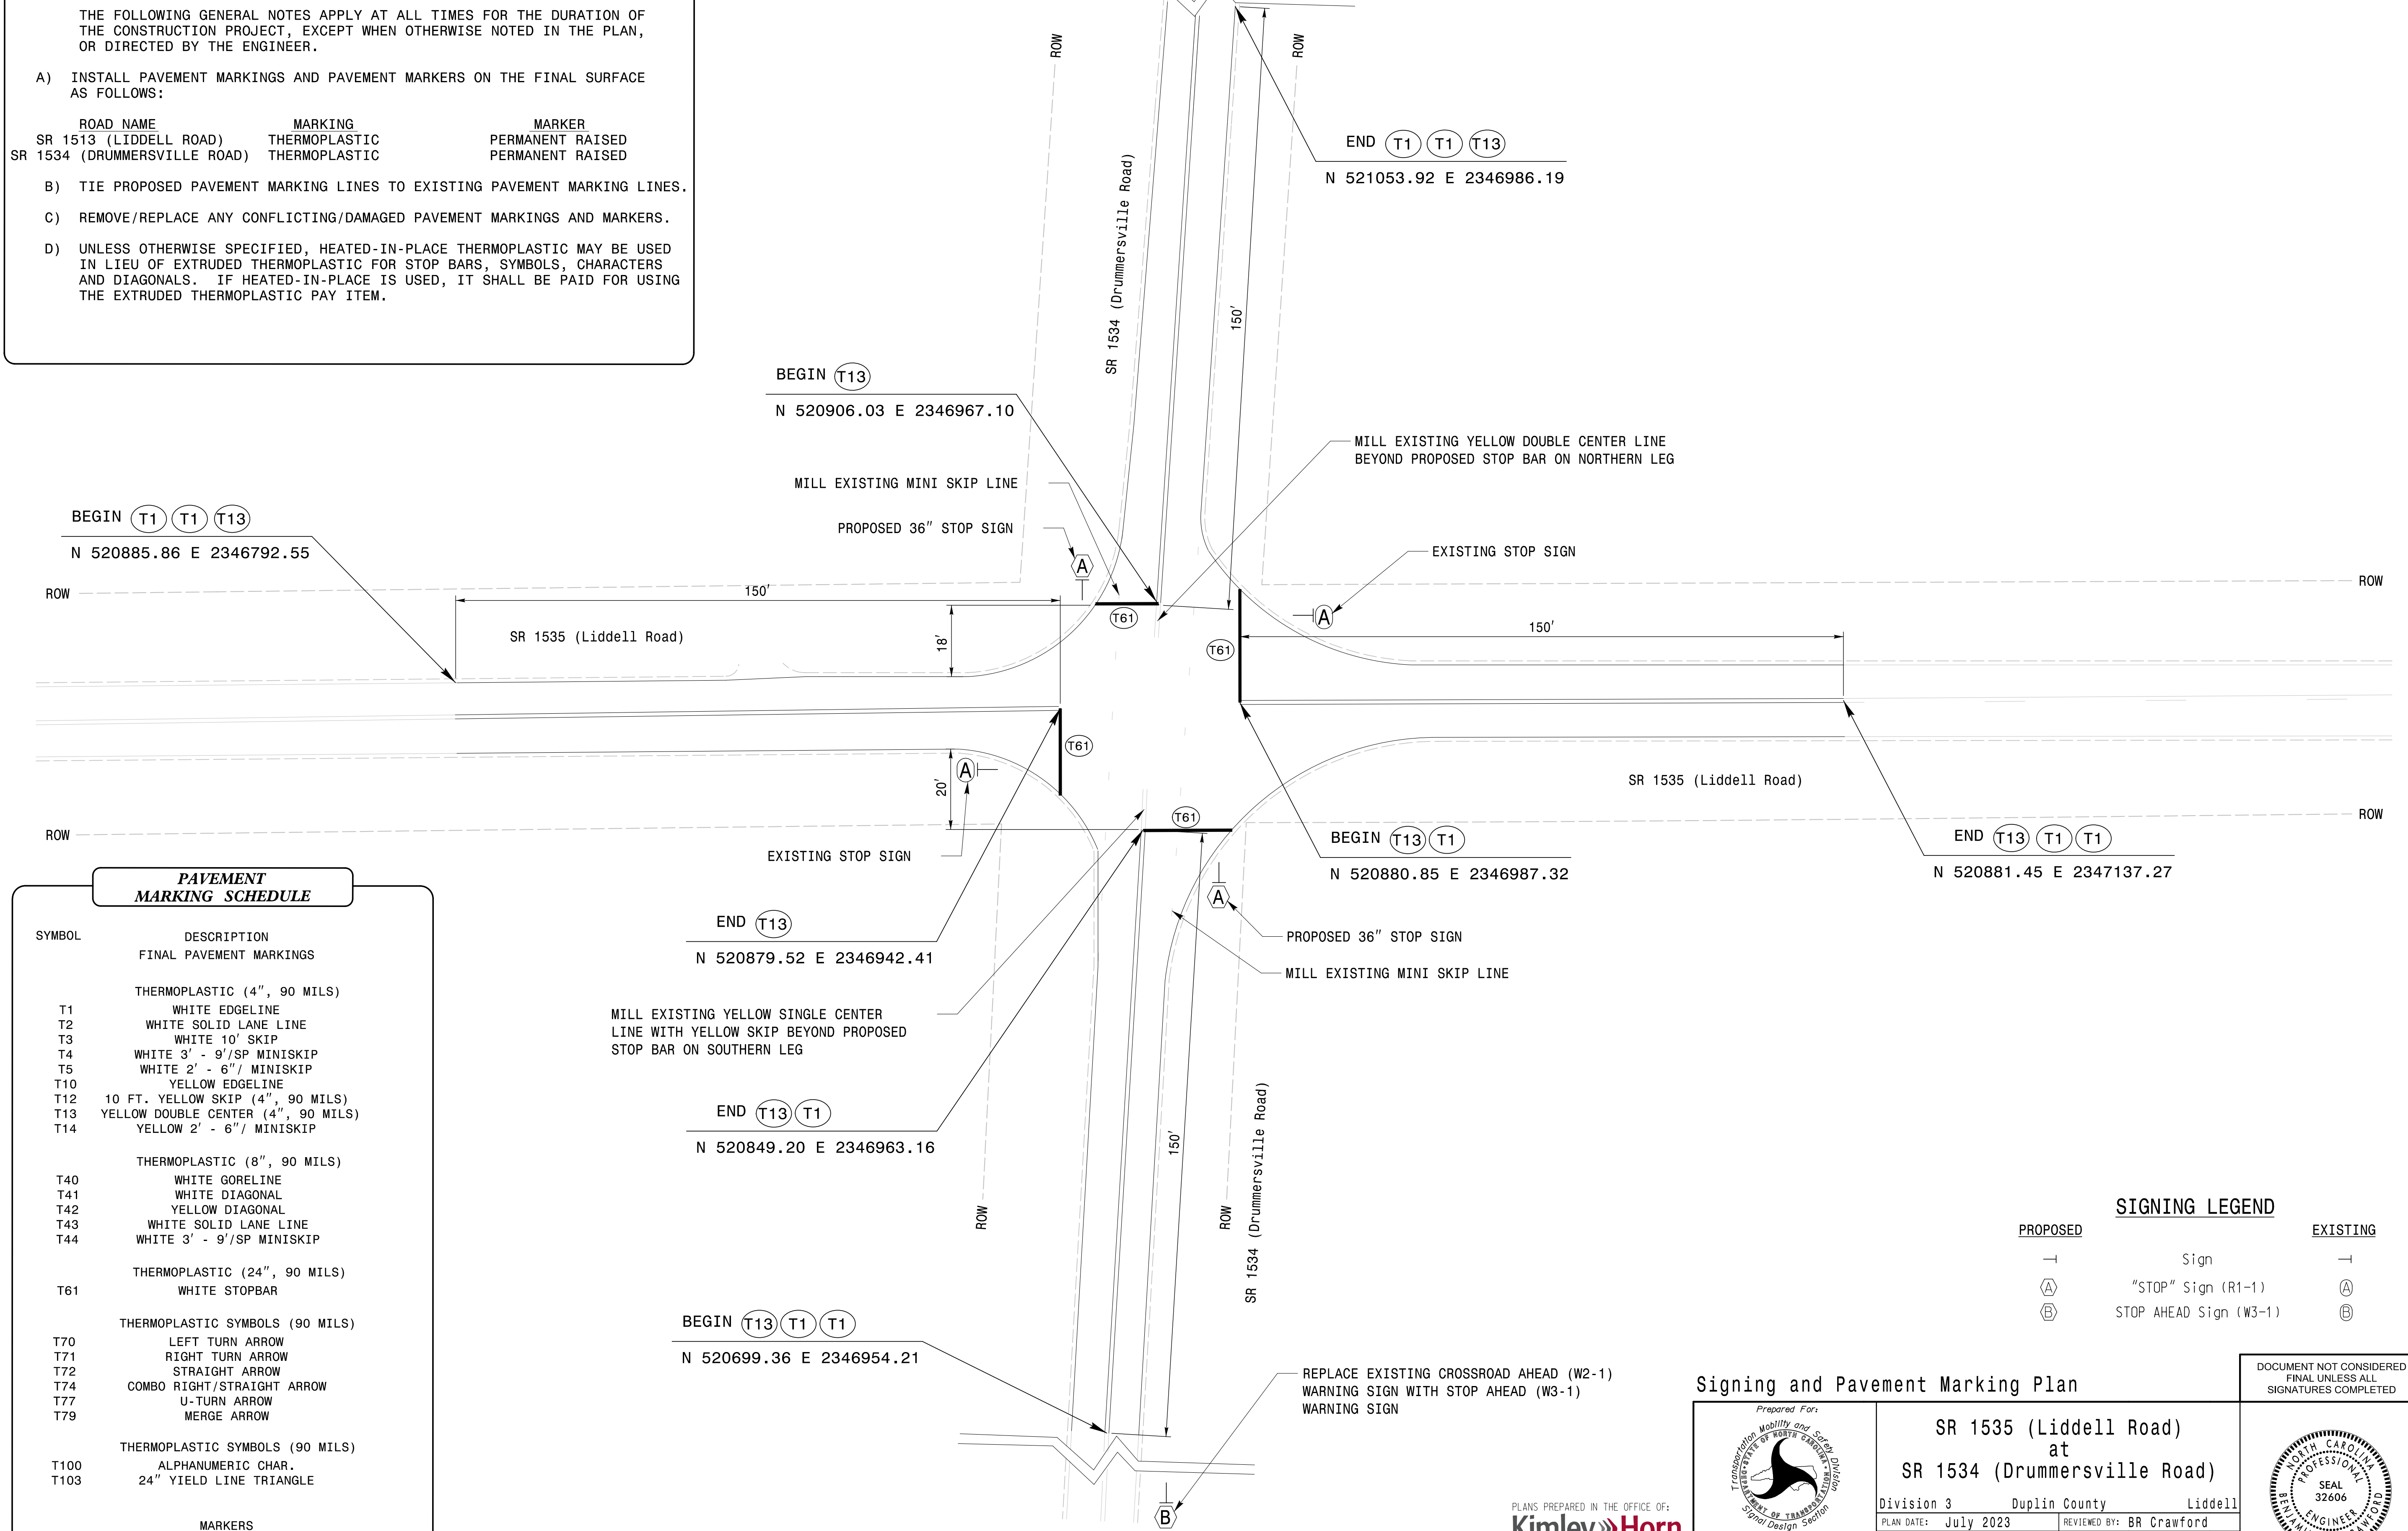 THE FOLLOWING GENERAL NOTES APPLY AT ALL TIMES FOR THE DURATION OF
THE CONSTRUCTION PROJECT, EXCEPT WHEN OTHERWISE NOTED IN THE PLAN,
OR DIRECTED BY THE ENGINEER.
A) INSTALL PAVEMENT MARKINGS AND PAVEMENT MARKERS ON THE FINAL SURFACE
AS FOLLOWS:
ROAD NAME MARKING MARKER
SR 1513 (LIDDELL ROAD) THERMOPLASTIC PERMANENT RAISED
SR 1534 (DRUMMERSVILLE ROAD) THERMOPLASTIC PERMANENT RAISED
B) TIE PROPOSED PAVEMENT MARKING LINES TO EXISTING PAVEMENT MARKING LINES.
C) REMOVE/REPLACE ANY CONFLICTING/DAMAGED PAVEMENT MARKINGS AND MARKERS.
D) UNLESS OTHERWISE SPECIFIED, HEATED-IN-PLACE THERMOPLASTIC MAY BE USED
IN LIEU OF EXTRUDED THERMOPLASTIC FOR STOP BARS, SYMBOLS, CHARACTERS
AND DIAGONALS. IF HEATED-IN-PLACE IS USED, IT SHALL BE PAID FOR USING
THE EXTRUDED THERMOPLASTIC PAY ITEM.
ROW
ROW
SR 1534 (Drummersville Road)
150'
END T1 T1 T13
N 521053.92 E 2346986.19
BEGIN T13
N 520906.03 E 2346967.10
MILL EXISTING MINI SKIP LINE
PROPOSED 36" STOP SIGN
A
MILL EXISTING YELLOW DOUBLE CENTER LINE
BEYOND PROPOSED STOP BAR ON NORTHERN LEG
EXISTING STOP SIGN
A
BEGIN T1 T1 T13
N 520885.86 E 2346792.55
ROW
ROW
150'
SR 1535 (Liddell Road)
18'
T61
T61
150'
T61
A
20'
T61
SR 1535 (Liddell Road)
ROW
ROW
EXISTING STOP SIGN
BEGIN T13 T1
N 520880.85 E 2346987.32
END T13 T1 T1
N 520881.45 E 2347137.27
A
PROPOSED 36" STOP SIGN
MILL EXISTING MINI SKIP LINE
END T13
N 520879.52 E 2346942.41
MILL EXISTING YELLOW SINGLE CENTER
LINE WITH YELLOW SKIP BEYOND PROPOSED
STOP BAR ON SOUTHERN LEG
END T13 T1
N 520849.20 E 2346963.16
150'
ROW
ROW
SR 1534 (Drummersville Road)
BEGIN T13 T1 T1
N 520699.36 E 2346954.21
REPLACE EXISTING CROSSROAD AHEAD (W2-1)
WARNING SIGN WITH STOP AHEAD (W3-1)
WARNING SIGN
B
PAVEMENT
MARKING SCHEDULE
SYMBOL DESCRIPTION
FINAL PAVEMENT MARKINGS
THERMOPLASTIC (4", 90 MILS)
T1 WHITE EDGELINE
T2 WHITE SOLID LANE LINE
T3 WHITE 10' SKIP
T4 WHITE 3' - 9'/SP MINISKIP
T5 WHITE 2' - 6"/ MINISKIP
T10 YELLOW EDGELINE
T12 10 FT. YELLOW SKIP (4", 90 MILS)
T13 YELLOW DOUBLE CENTER (4", 90 MILS)
T14 YELLOW 2' - 6"/ MINISKIP
THERMOPLASTIC (8", 90 MILS)
T40 WHITE GORELINE
T41 WHITE DIAGONAL
T42 YELLOW DIAGONAL
T43 WHITE SOLID LANE LINE
T44 WHITE 3' - 9'/SP MINISKIP
THERMOPLASTIC (24", 90 MILS)
T61 WHITE STOPBAR
THERMOPLASTIC SYMBOLS (90 MILS)
T70 LEFT TURN ARROW
T71 RIGHT TURN ARROW
T72 STRAIGHT ARROW
T74 COMBO RIGHT/STRAIGHT ARROW
T77 U-TURN ARROW
T79 MERGE ARROW
THERMOPLASTIC SYMBOLS (90 MILS)
T100 ALPHANUMERIC CHAR.
T103 24" YIELD LINE TRIANGLE
MARKERS
SIGNING LEGEND
PROPOSED EXISTING
Sign
A "STOP" Sign (R1-1) A
B STOP AHEAD Sign (W3-1) B
PLANS PREPARED IN THE OFFICE OF:
Kimley»Horn
Signing and Pavement Marking Plan
DOCUMENT NOT CONSIDERED
FINAL UNLESS ALL
SIGNATURES COMPLETED
Prepared For:
Transportation Mobility and Safety Division
STATE OF NORTH CAROLINA
DEPARTMENT OF TRANSPORTATION
Signal Design Section
SR 1535 (Liddell Road)
at
SR 1534 (Drummersville Road)
Division 3 Duplin County Liddell
PLAN DATE: July 2023 REVIEWED BY: BR Crawford
NORTH CAROLINA
PROFESSIONAL
SEAL
32606
ENGINEER